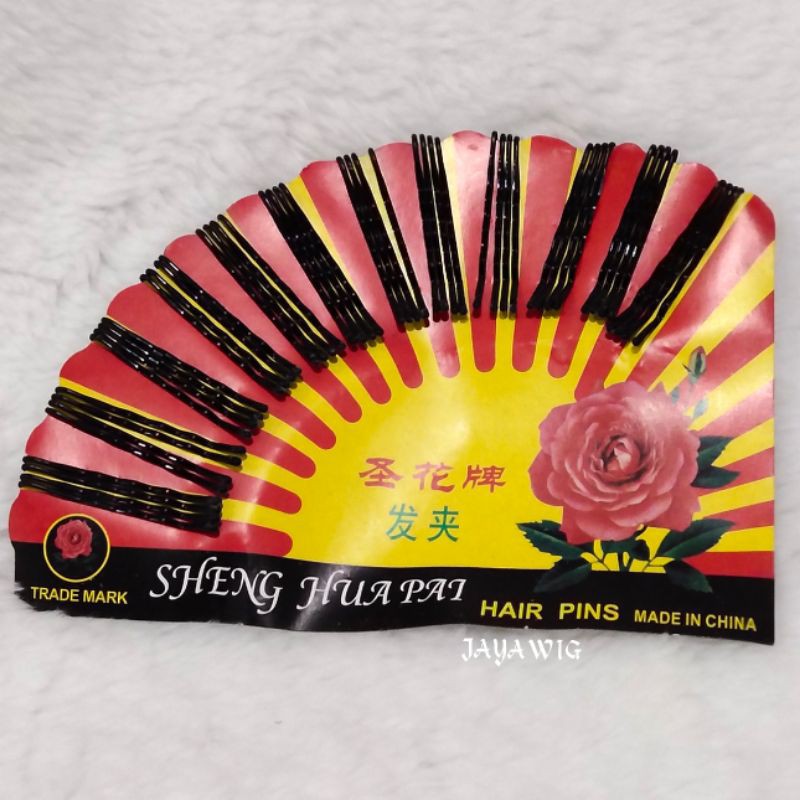 圣花牌
发夹
TRADE MARK
SHENG HUA PAI
HAIR PINS MADE IN CHINA
JAYA WIG